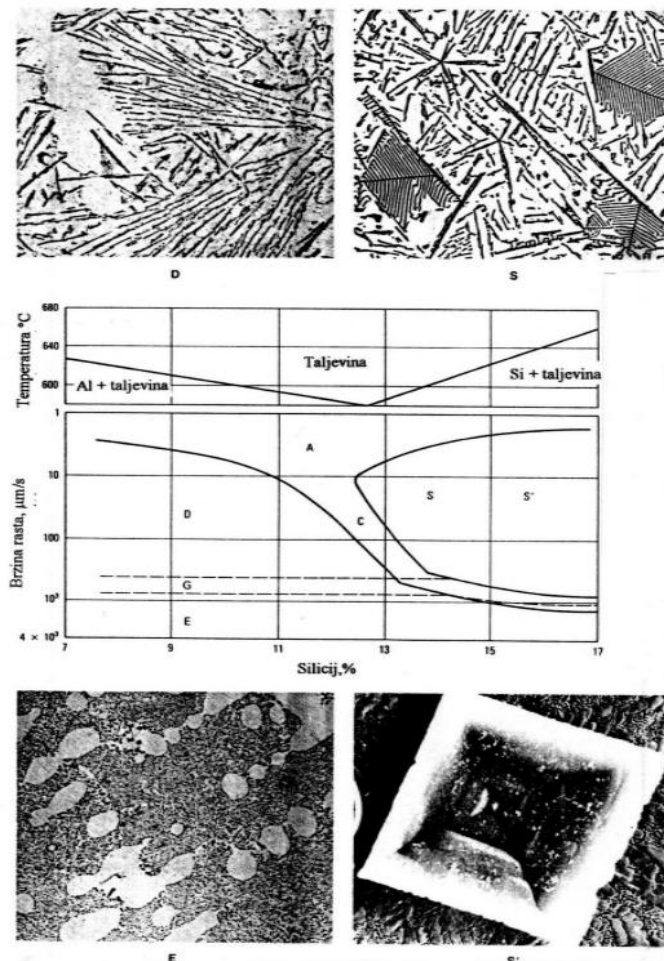 D
S
Temperatura °C
680
640
600
Taljevina
Al + taljevina
Si + taljevina
Brzina rasta, µm/s
1
10
100
10³
4 × 10³
A
D
C
S
S'
G
E
7
9
11
13
15
17
Silicij,%
E
S'